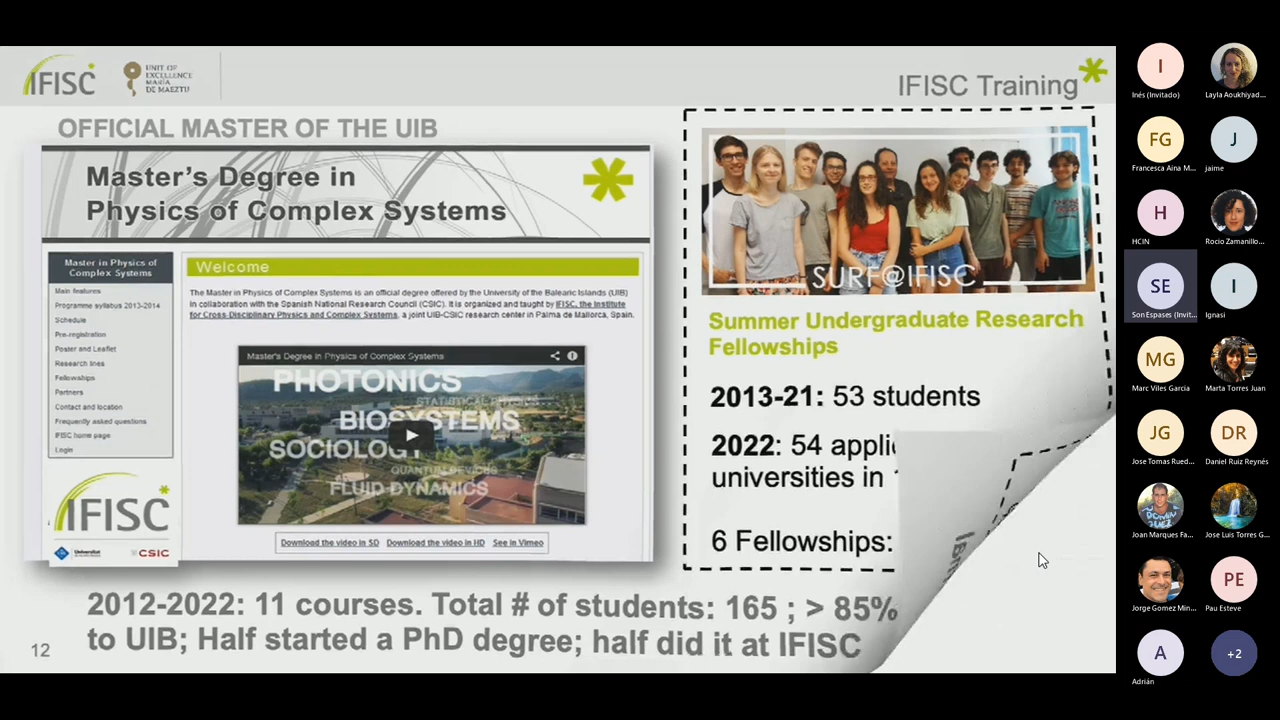 IFISC
UNIT OF
EXCELLENCE
MARÍA
DE MAEZTU
IFISC Training
OFFICIAL MASTER OF THE UIB
Master's Degree in
Physics of Complex Systems
Master in Physics of
Complex Systems
Main features
Programme syllabus 2013-2014
Schedule
Pre-registration
Poster and Leaflet
Research lines
Fellowships
Partners
Contact and location
Frequently asked questions
IFISC home page
Login
IFISC
Universitat
CSIC
Welcome
The Master in Physics of Complex Systems is an official degree offered by the University of the Balearic Islands (UIB)
in collaboration with the Spanish National Research Council (CSIC). It is organized and taught by IFISC, the Institute
for Cross-Disciplinary Physics and Complex Systems, a joint UIB-CSIC research center in Palma de Mallorca, Spain.
Master's Degree in Physics of Complex Systems
PHOTONICS
STATISTICAL PHYSICS
BIOSYSTEMS
SOCIOLOGY
QUANTUM DEVICES
FLUID DYNAMICS
Download the video in SD Download the video in HD See in Vimeo
SURF@IFISC
Summer Undergraduate Research
Fellowships
2013-21: 53 students
2022: 54 appli
universities in
6 Fellowships:
2012-2022: 11 courses. Total # of students: 165 ; > 85%
to UIB; Half started a PhD degree; half did it at IFISC
12
I
Inés (Invitado)
Layla Aoukhiyad...
FG
Francesca Aina M...
J
jaime
H
HCIN
Rocio Zamanillo...
SE
Son Espases (Invit...
I
Ignasi
MG
Marc Viles Garcia
Marta Torres Juan
JG
Jose Tomas Rued...
DR
Daniel Ruiz Reynés
Joan Marques Fa...
Jose Luis Torres G...
Jorge Gomez Min...
PE
Pau Esteve
A
Adrián
+2